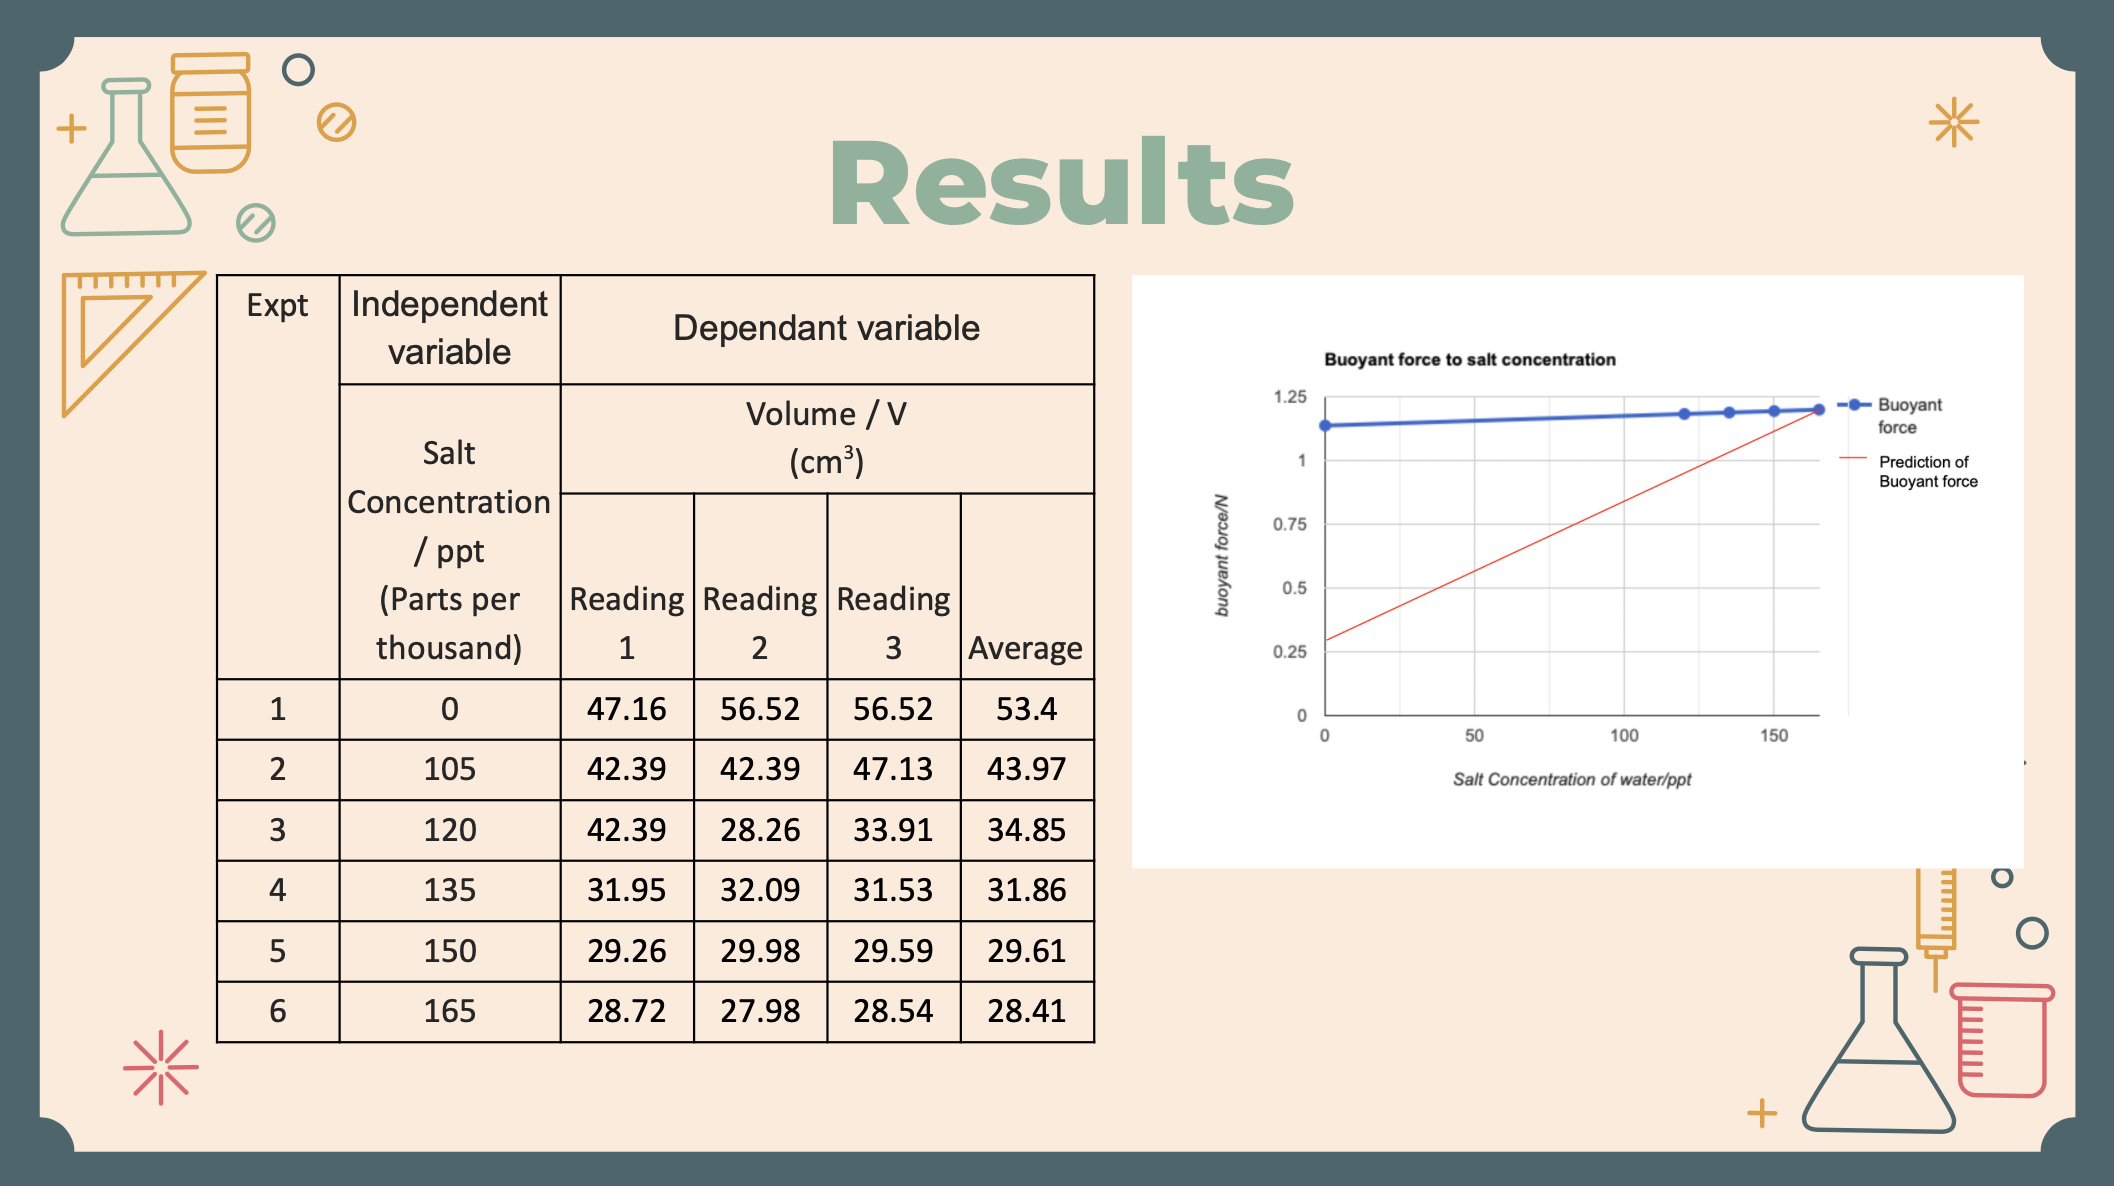 Results
Expt
Independent
variable
Dependant variable
Salt
Concentration
/ ppt
(Parts per
thousand)
Volume / V
(cm³)
Reading
1
Reading
2
Reading
3
Average
1 0 47.16 56.52 56.52 53.4
2 105 42.39 42.39 47.13 43.97
3 120 42.39 28.26 33.91 34.85
4 135 31.95 32.09 31.53 31.86
5 150 29.26 29.98 29.59 29.61
6 165 28.72 27.98 28.54 28.41
Buoyant force to salt concentration
1.25
1
0.75
0.5
0.25
0
buoyant force/N
0 50 100 150
Salt Concentration of water/ppt
Buoyant
force
Prediction of
Buoyant force